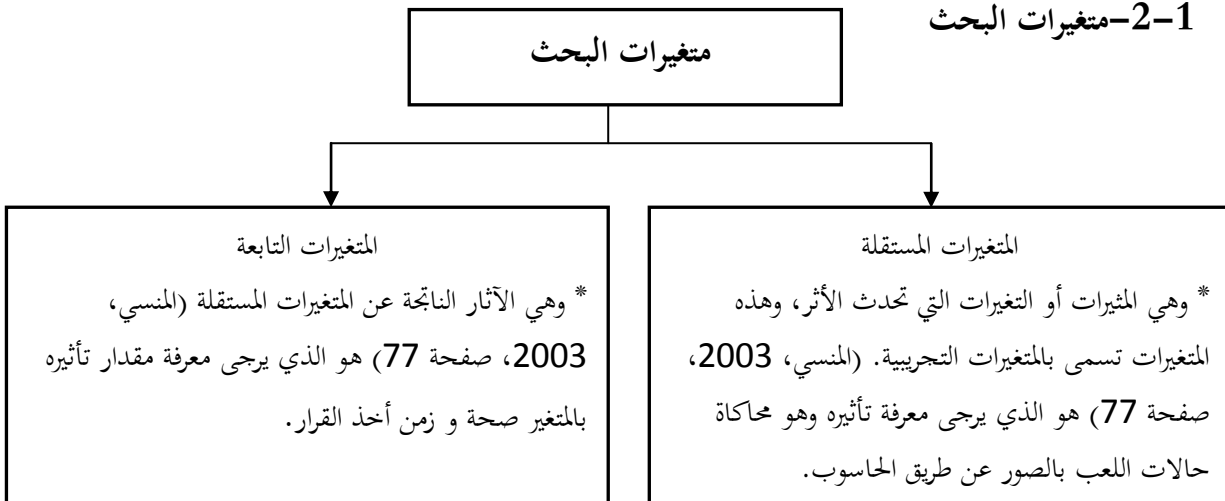 1-2-متغيرات البحث
متغيرات البحث
المتغيرات المستقلة
* وهي المثيرات أو التغيرات التي تحدث الأثر، وهذه
المتغيرات تسمى بالمتغيرات التجريبية. (المنسي، 2003،
صفحة 77) هو الذي يرجى معرفة تأثيره وهو محاكاة
حالات اللعب بالصور عن طريق الحاسوب.
المتغيرات التابعة
* وهي الآثار الناتجة عن المتغيرات المستقلة (المنسي،
2003، صفحة 77) هو الذي يرجى معرفة مقدار تأثيره
بالمتغير صحة و زمن أخذ القرار.